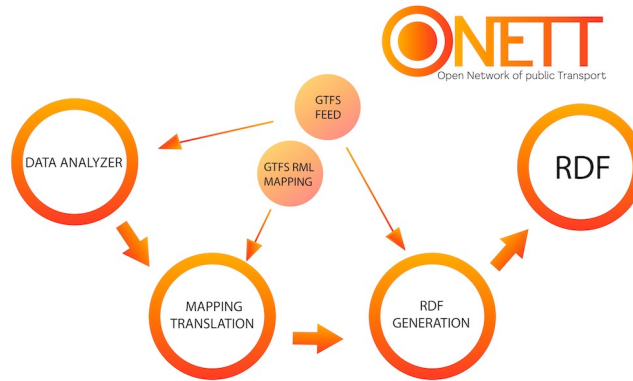 ONETT
Open Network of public Transport
GTFS
FEED
DATA ANALYZER
GTFS RML
MAPPING
RDF
MAPPING
TRANSLATION
RDF
GENERATION